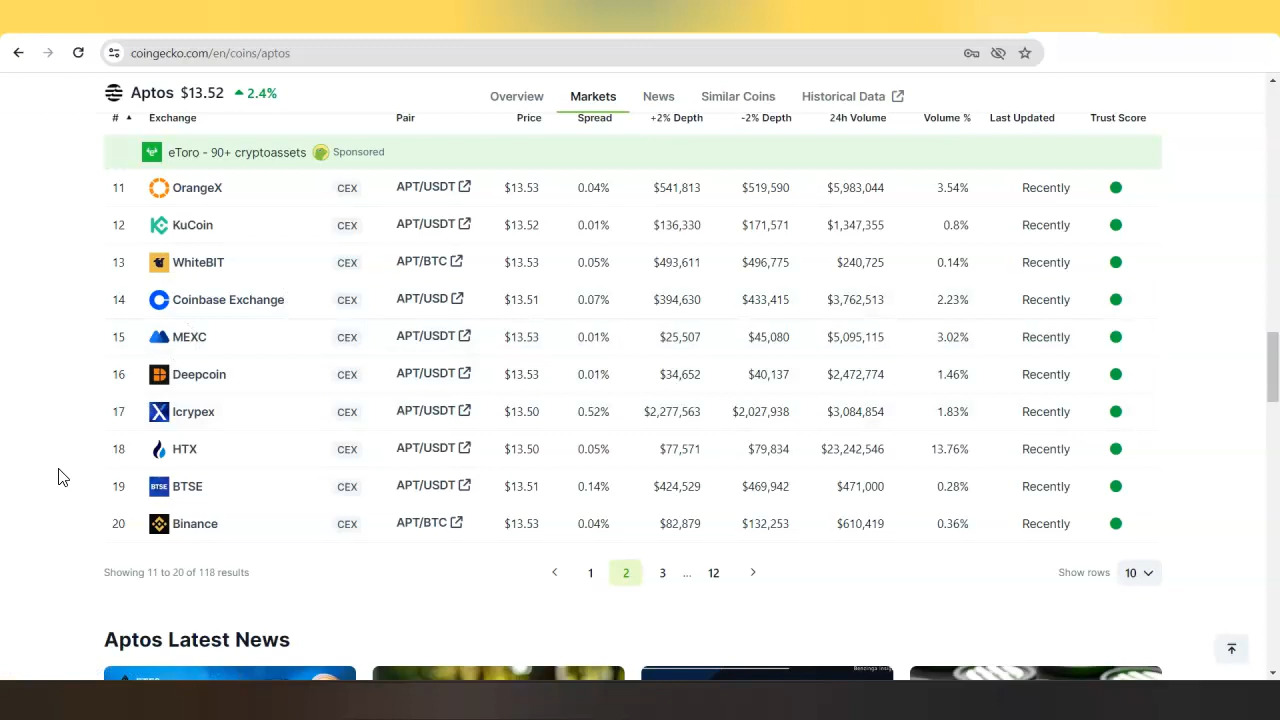 coingecko.com/en/coins/aptos
Aptos $13.52 2.4%
Overview Markets News Similar Coins Historical Data
# Exchange Pair Price Spread +2% Depth -2% Depth 24h Volume Volume % Last Updated Trust Score
eToro - 90+ cryptoassets Sponsored
11 OrangeX CEX APT/USDT $13.53 0.04% $541,813 $519,590 $5,983,044 3.54% Recently
12 KuCoin CEX APT/USDT $13.52 0.01% $136,330 $171,571 $1,347,355 0.8% Recently
13 WhiteBIT CEX APT/BTC $13.53 0.05% $493,611 $496,775 $240,725 0.14% Recently
14 Coinbase Exchange CEX APT/USD $13.51 0.07% $394,630 $433,415 $3,762,513 2.23% Recently
15 MEXC CEX APT/USDT $13.53 0.01% $25,507 $45,080 $5,095,115 3.02% Recently
16 Deepcoin CEX APT/USDT $13.53 0.01% $34,652 $40,137 $2,472,774 1.46% Recently
17 Icrypex CEX APT/USDT $13.50 0.52% $2,277,563 $2,027,938 $3,084,854 1.83% Recently
18 HTX CEX APT/USDT $13.50 0.05% $77,571 $79,834 $23,242,546 13.76% Recently
19 BTSE BTSE CEX APT/USDT $13.51 0.14% $424,529 $469,942 $471,000 0.28% Recently
20 Binance CEX APT/BTC $13.53 0.04% $82,879 $132,253 $610,419 0.36% Recently
Showing 11 to 20 of 118 results 1 2 3 ... 12 Show rows 10
Aptos Latest News